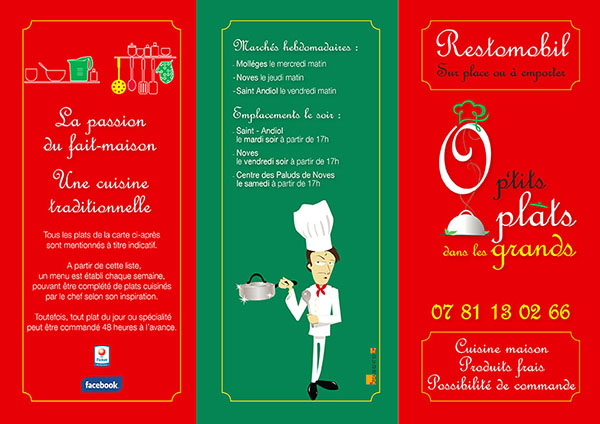 La passion
du fait-maison
Une cuisine
traditionnelle
Tous les plats de la carte ci-après
sont mentionnés à titre indicatif.
A partir de cette liste,
un menu est établi chaque semaine,
pouvant être complété de plats cuisinés
par le chef selon son inspiration.
Toutefois, tout plat du jour ou spécialité
peut être commandé 48 heures à l'avance.
facebook
Marchés hebdomadaires :
- Molléges le mercredi matin
- Noves le jeudi matin
- Saint Andiol le vendredi matin
Emplacements le soir :
- Saint - Andiol
le mardi soir à partir de 17h
- Noves
le vendredi soir à partir de 17h
- Centre des Paluds de Noves
le samedi à partir de 17h
Restomobil
Sur place ou à emporter
O p'tits
plats
dans les grands
07 81 13 02 66
Cuisine maison
Produits frais
Possibilité de commande